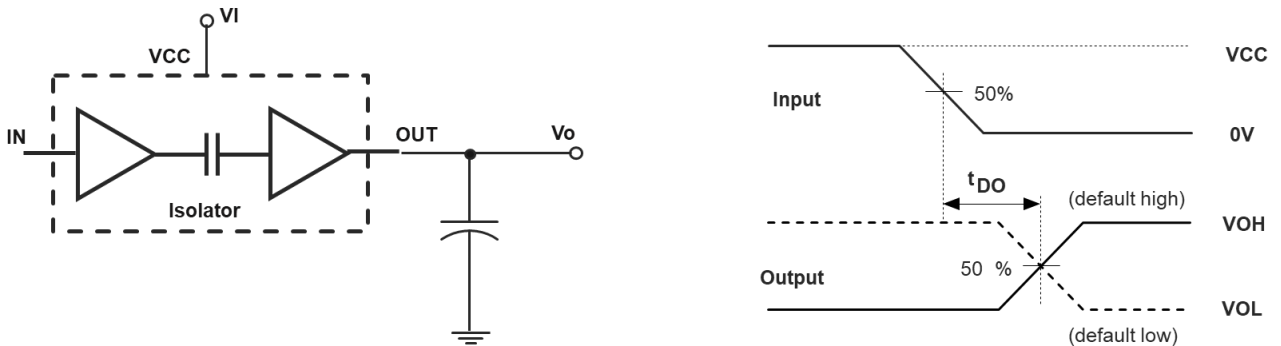 VI
VCC
IN
OUT
Vo
Isolator
VCC
Input
50%
0V
tDO
(default high)
VOH
50 %
Output
VOL
(default low)